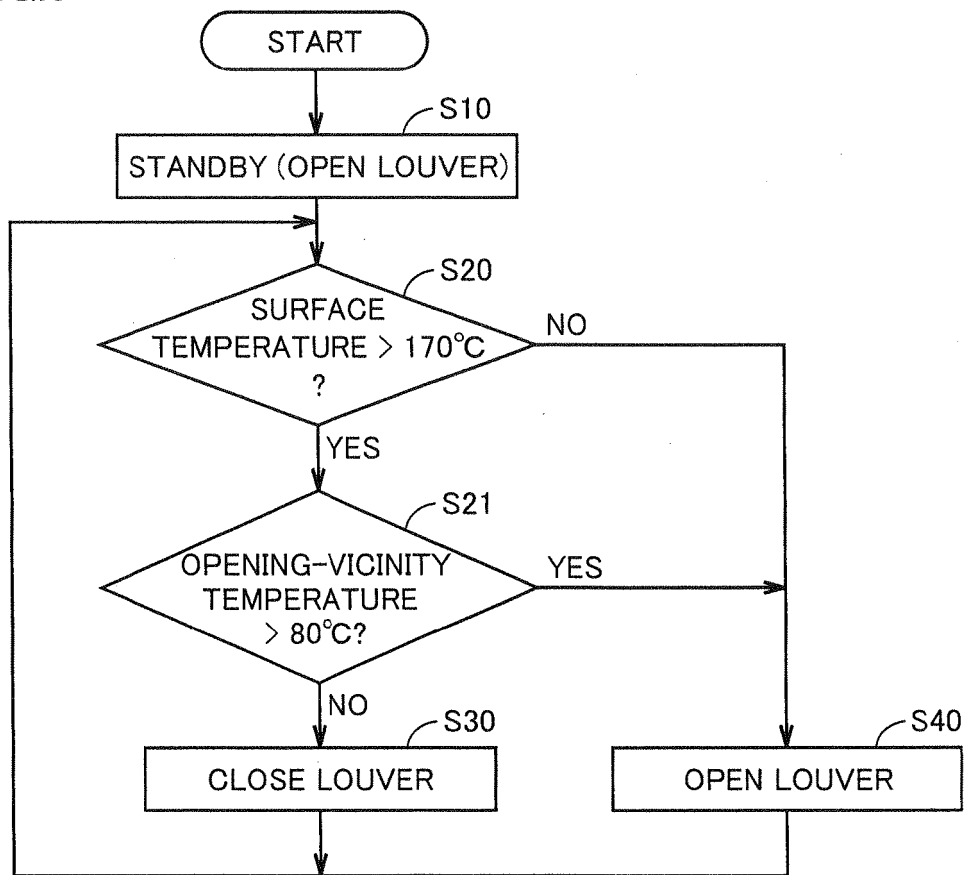 START
S10
STANDBY (OPEN LOUVER)
S20
SURFACE
TEMPERATURE > 170°C
?
NO
YES
S21
OPENING-VICINITY
TEMPERATURE
> 80°C?
YES
NO
S30
CLOSE LOUVER
S40
OPEN LOUVER